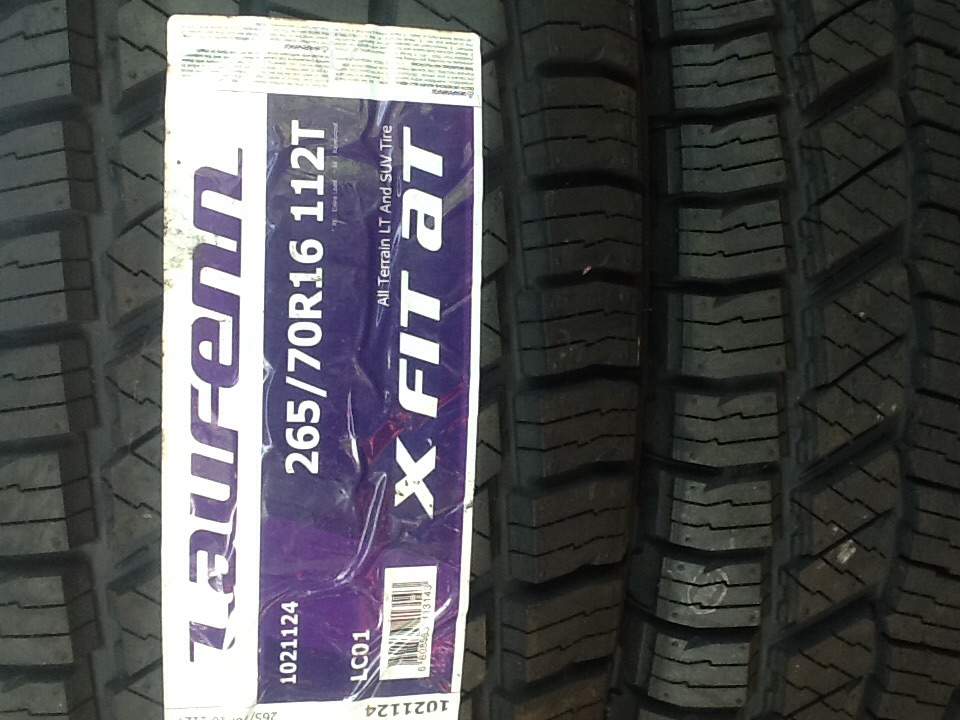 Laufenn
265/70R16 112T
All Terrain LT And SUV Tire
X FIT aT
1021124
LC01
1021124